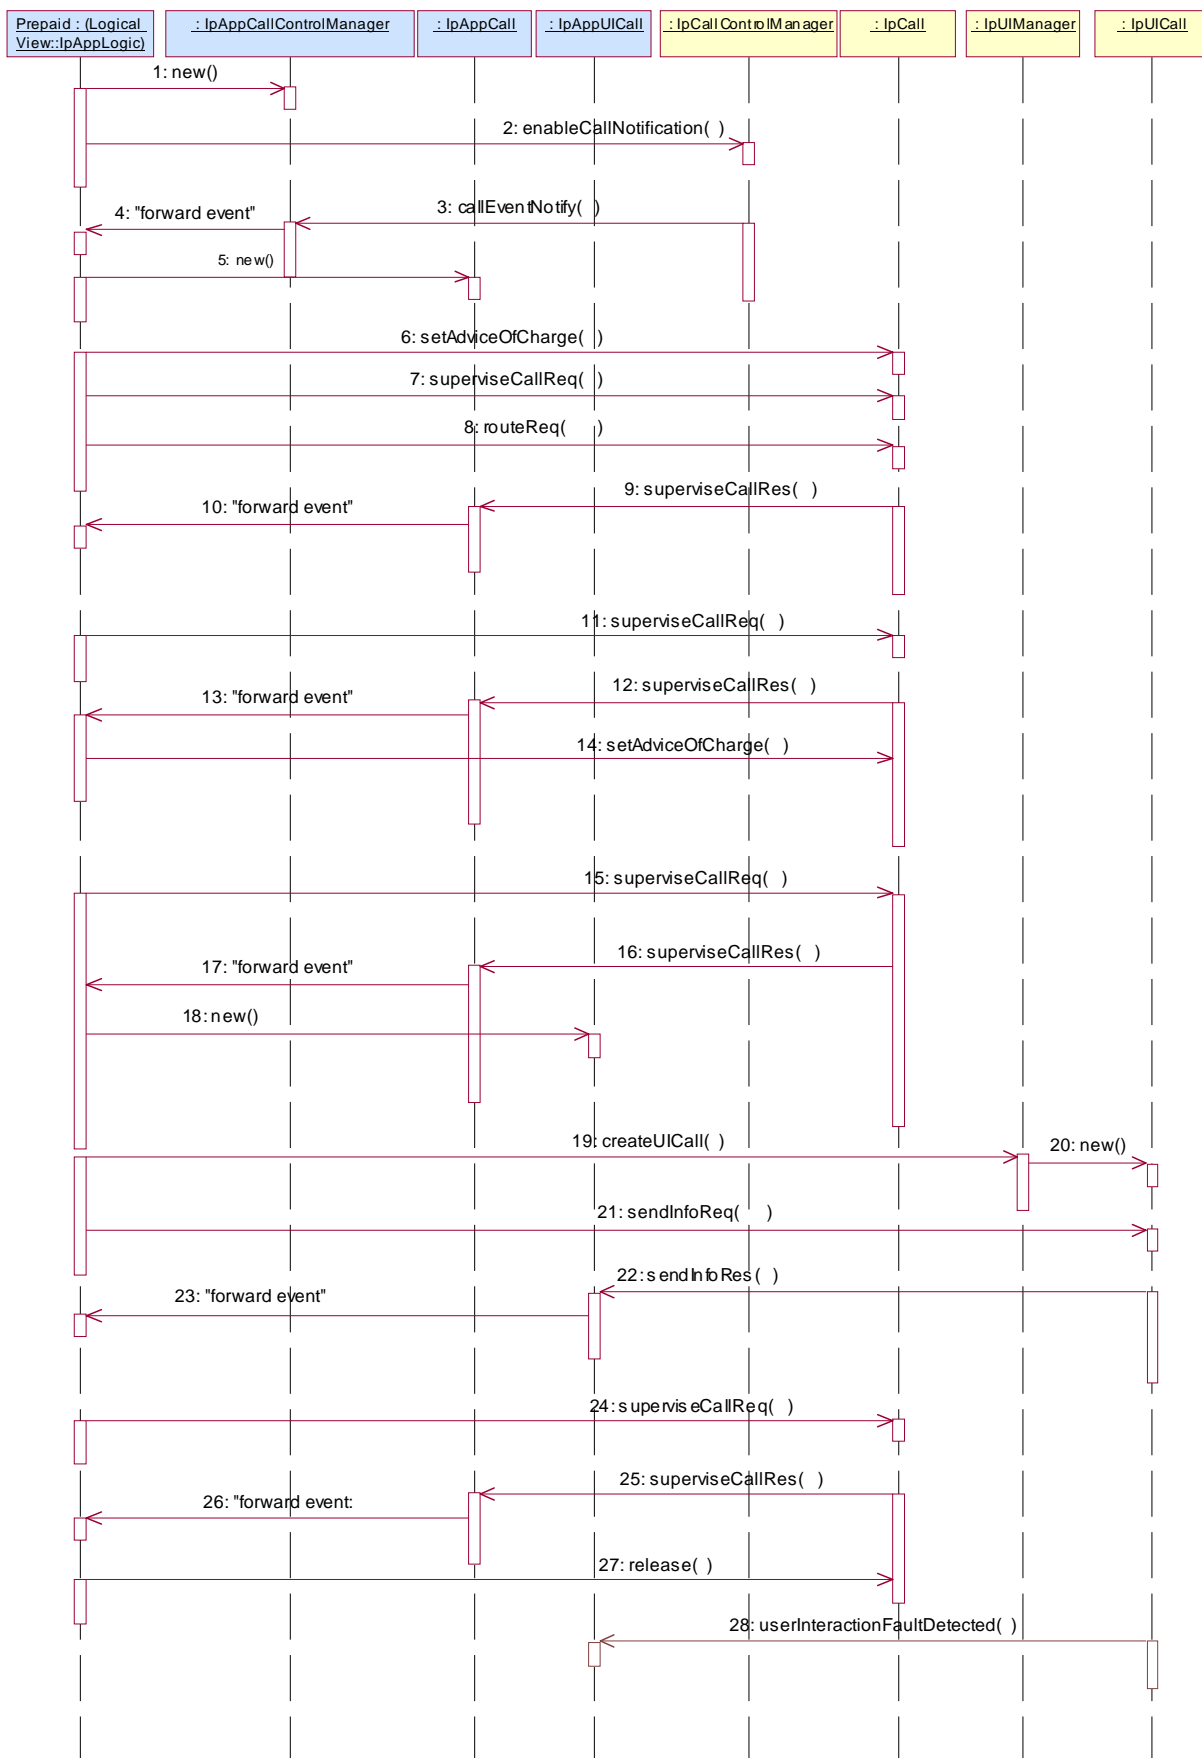 Prepaid : (Logical
View::IpAppLogic)
: IpAppCallControlManager
: IpAppCall
: IpAppUICall
: IpCallControlManager
: IpCall
: IpUIManager
: IpUICall
1: new()
2: enableCallNotification( )
3: callEventNotify( )
4: "forward event"
5: new()
6: setAdviceOfCharge( )
7: superviseCallReq( )
8: routeReq( )
9: superviseCallRes( )
10: "forward event"
11: superviseCallReq( )
12: superviseCallRes( )
13: "forward event"
14: setAdviceOfCharge( )
15: superviseCallReq( )
16: superviseCallRes( )
17: "forward event"
18: new()
19: createUICall( )
20: new()
21: sendInfoReq( )
22: sendInfoRes( )
23: "forward event"
24: superviseCallReq( )
25: superviseCallRes( )
26: "forward event:
27: release( )
28: userInteractionFaultDetected( )